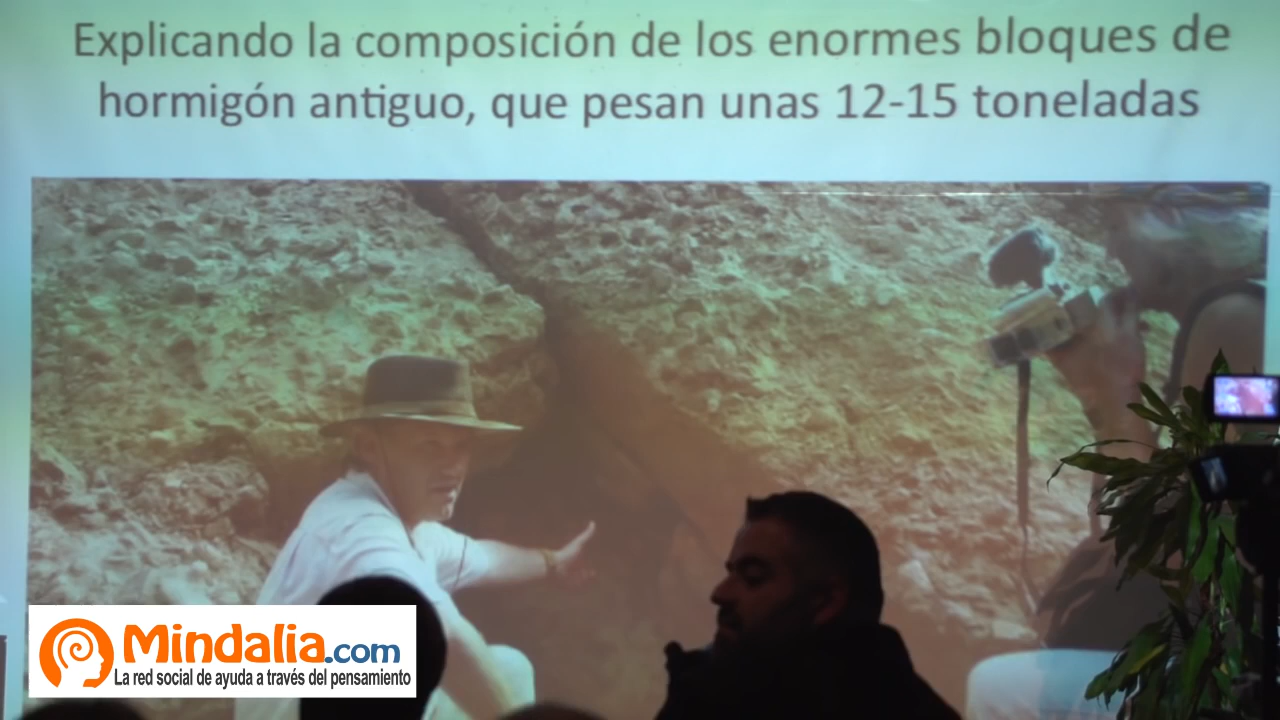 Explicando la composición de los enormes bloques de
hormigón antiguo, que pesan unas 12-15 toneladas
Mindalia.com
La red social de ayuda a través del pensamiento